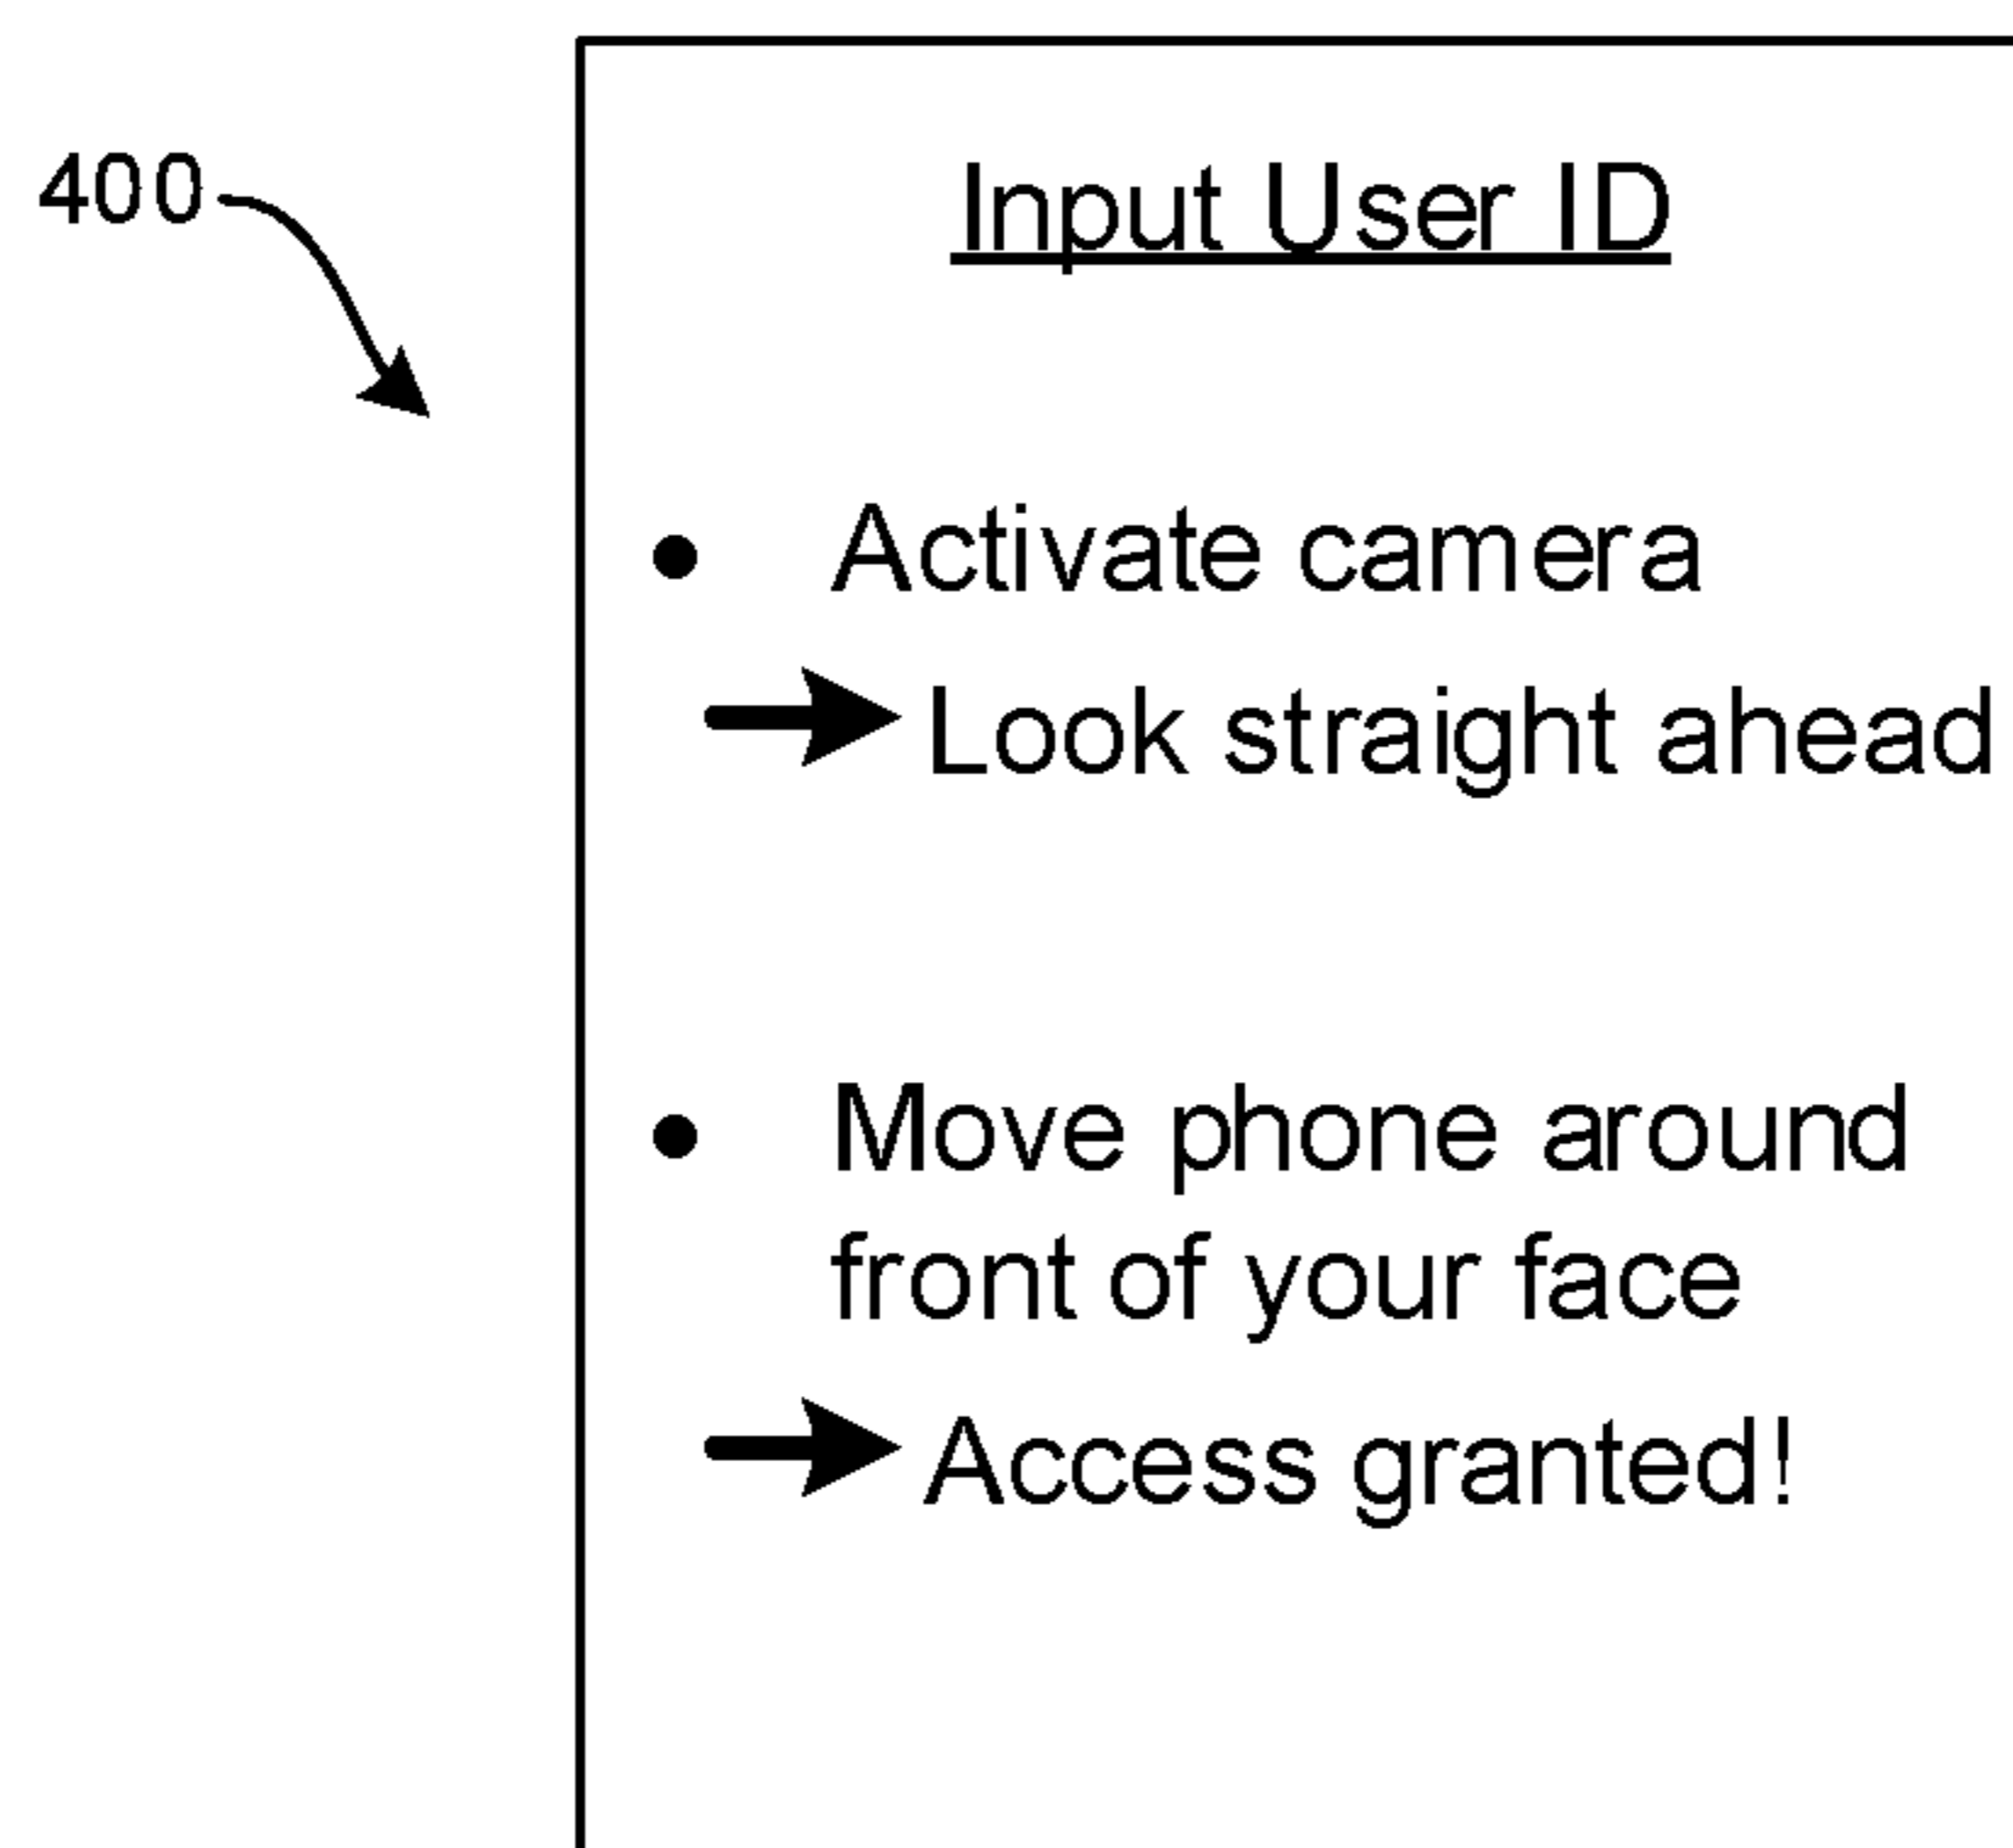 400
Input User ID
• Activate camera
Look straight ahead
• Move phone around
front of your face
Access granted!